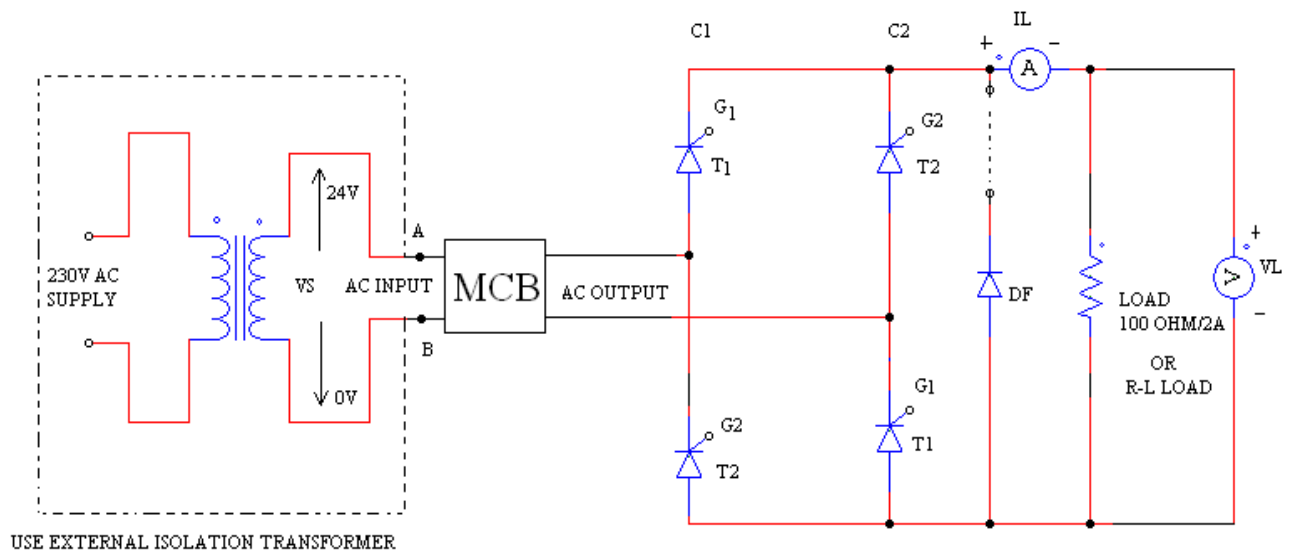 C1
C2
IL
+
−
A
G1
T1
G2
T2
24V
A
230V AC
SUPPLY
VS
AC INPUT
MCB
AC OUTPUT
+
V
VL
−
DF
LOAD
100 OHM/2A
OR
R-L LOAD
B
0V
G1
T1
G2
T2
USE EXTERNAL ISOLATION TRANSFORMER